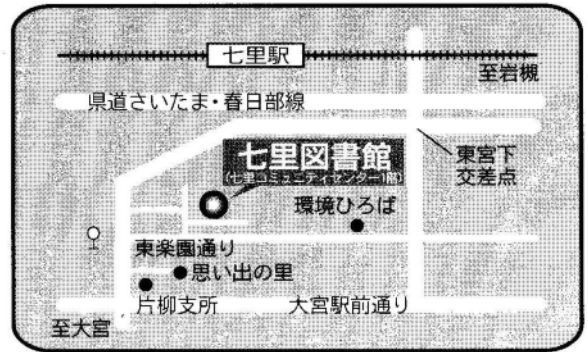 七里駅
至岩槻
県道さいたま・春日部線
七里図書館
(七里コミュニティセンター1階)
東宮下
交差点
環境ひろば
東楽園通り
思い出の里
片柳支所
大宮駅前通り
至大宮